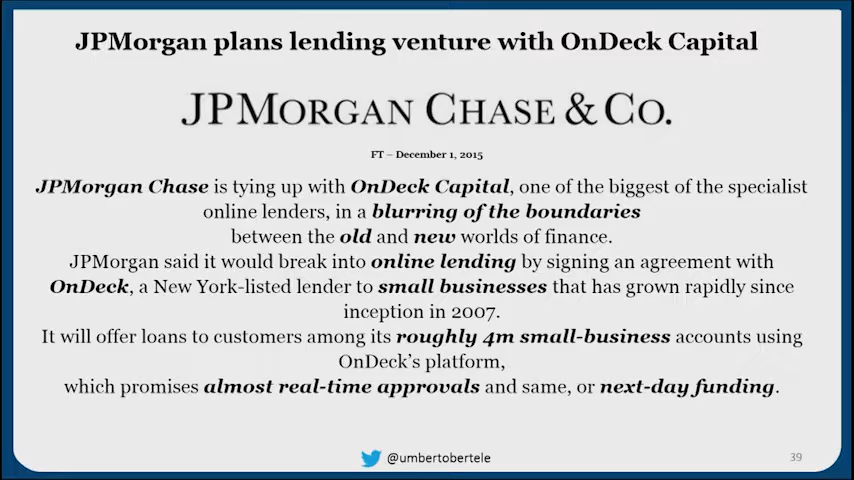 JPMorgan plans lending venture with OnDeck Capital
JPMORGAN CHASE & CO.
FT – December 1, 2015
JPMorgan Chase is tying up with OnDeck Capital, one of the biggest of the specialist
online lenders, in a blurring of the boundaries
between the old and new worlds of finance.
JPMorgan said it would break into online lending by signing an agreement with
OnDeck, a New York-listed lender to small businesses that has grown rapidly since
inception in 2007.
It will offer loans to customers among its roughly 4m small-business accounts using
OnDeck's platform,
which promises almost real-time approvals and same, or next-day funding.
@umbertobertele
39